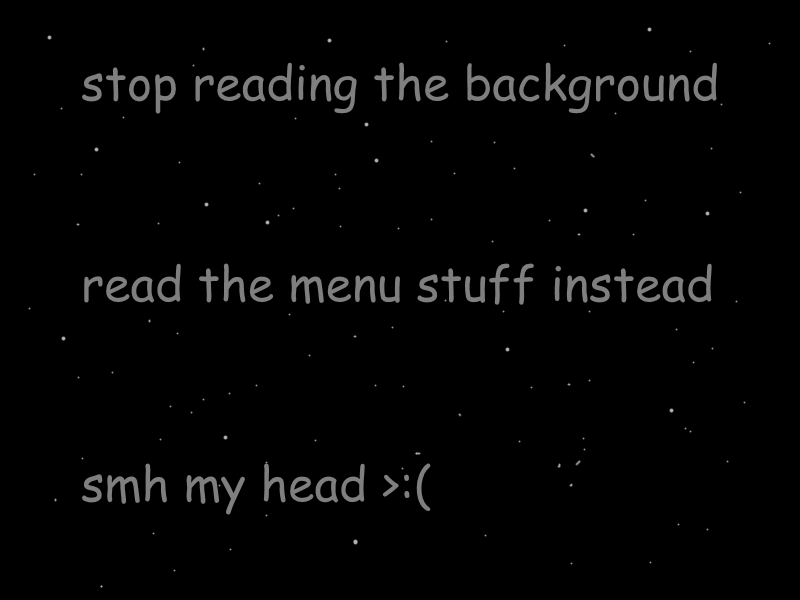 stop reading the background
read the menu stuff instead
smh my head >:(